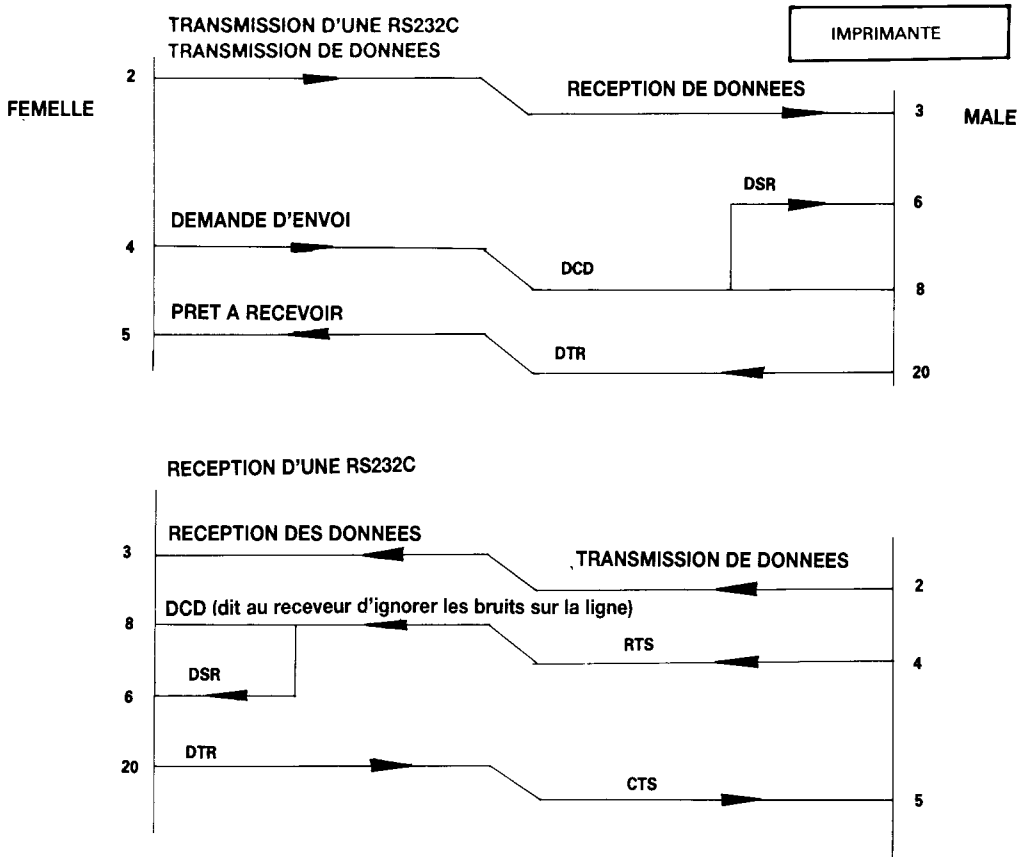 TRANSMISSION D'UNE RS232C
TRANSMISSION DE DONNEES
IMPRIMANTE
2
RECEPTION DE DONNEES
FEMELLE
3
MALE
DSR
6
DEMANDE D'ENVOI
4
DCD
8
PRET A RECEVOIR
5
DTR
20
RECEPTION D'UNE RS232C
RECEPTION DES DONNEES
3
TRANSMISSION DE DONNEES
2
DCD (dit au receveur d'ignorer les bruits sur la ligne)
8
RTS
4
DSR
6
DTR
20
CTS
5